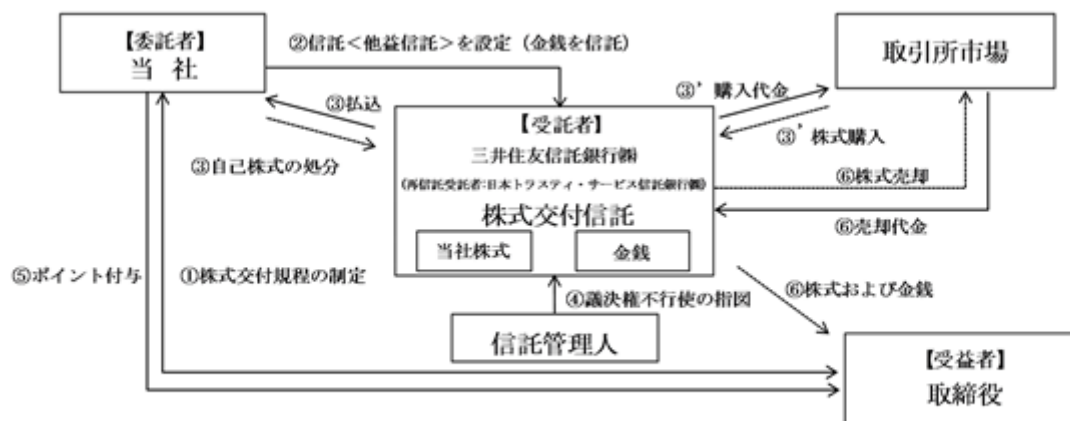 【委託者】
当 社
②信託＜他益信託＞を設定（金銭を信託）
取引所市場
③払込
③’購入代金
【受託者】
三井住友信託銀行㈱
（再信託受託者:日本トラスティ・サービス信託銀行㈱）
株式交付信託
当社株式
金銭
③自己株式の処分
③’株式購入
⑥株式売却
⑥売却代金
⑤ポイント付与
①株式交付規程の制定
④議決権不行使の指図
⑥株式および金銭
信託管理人
【受益者】
取締役